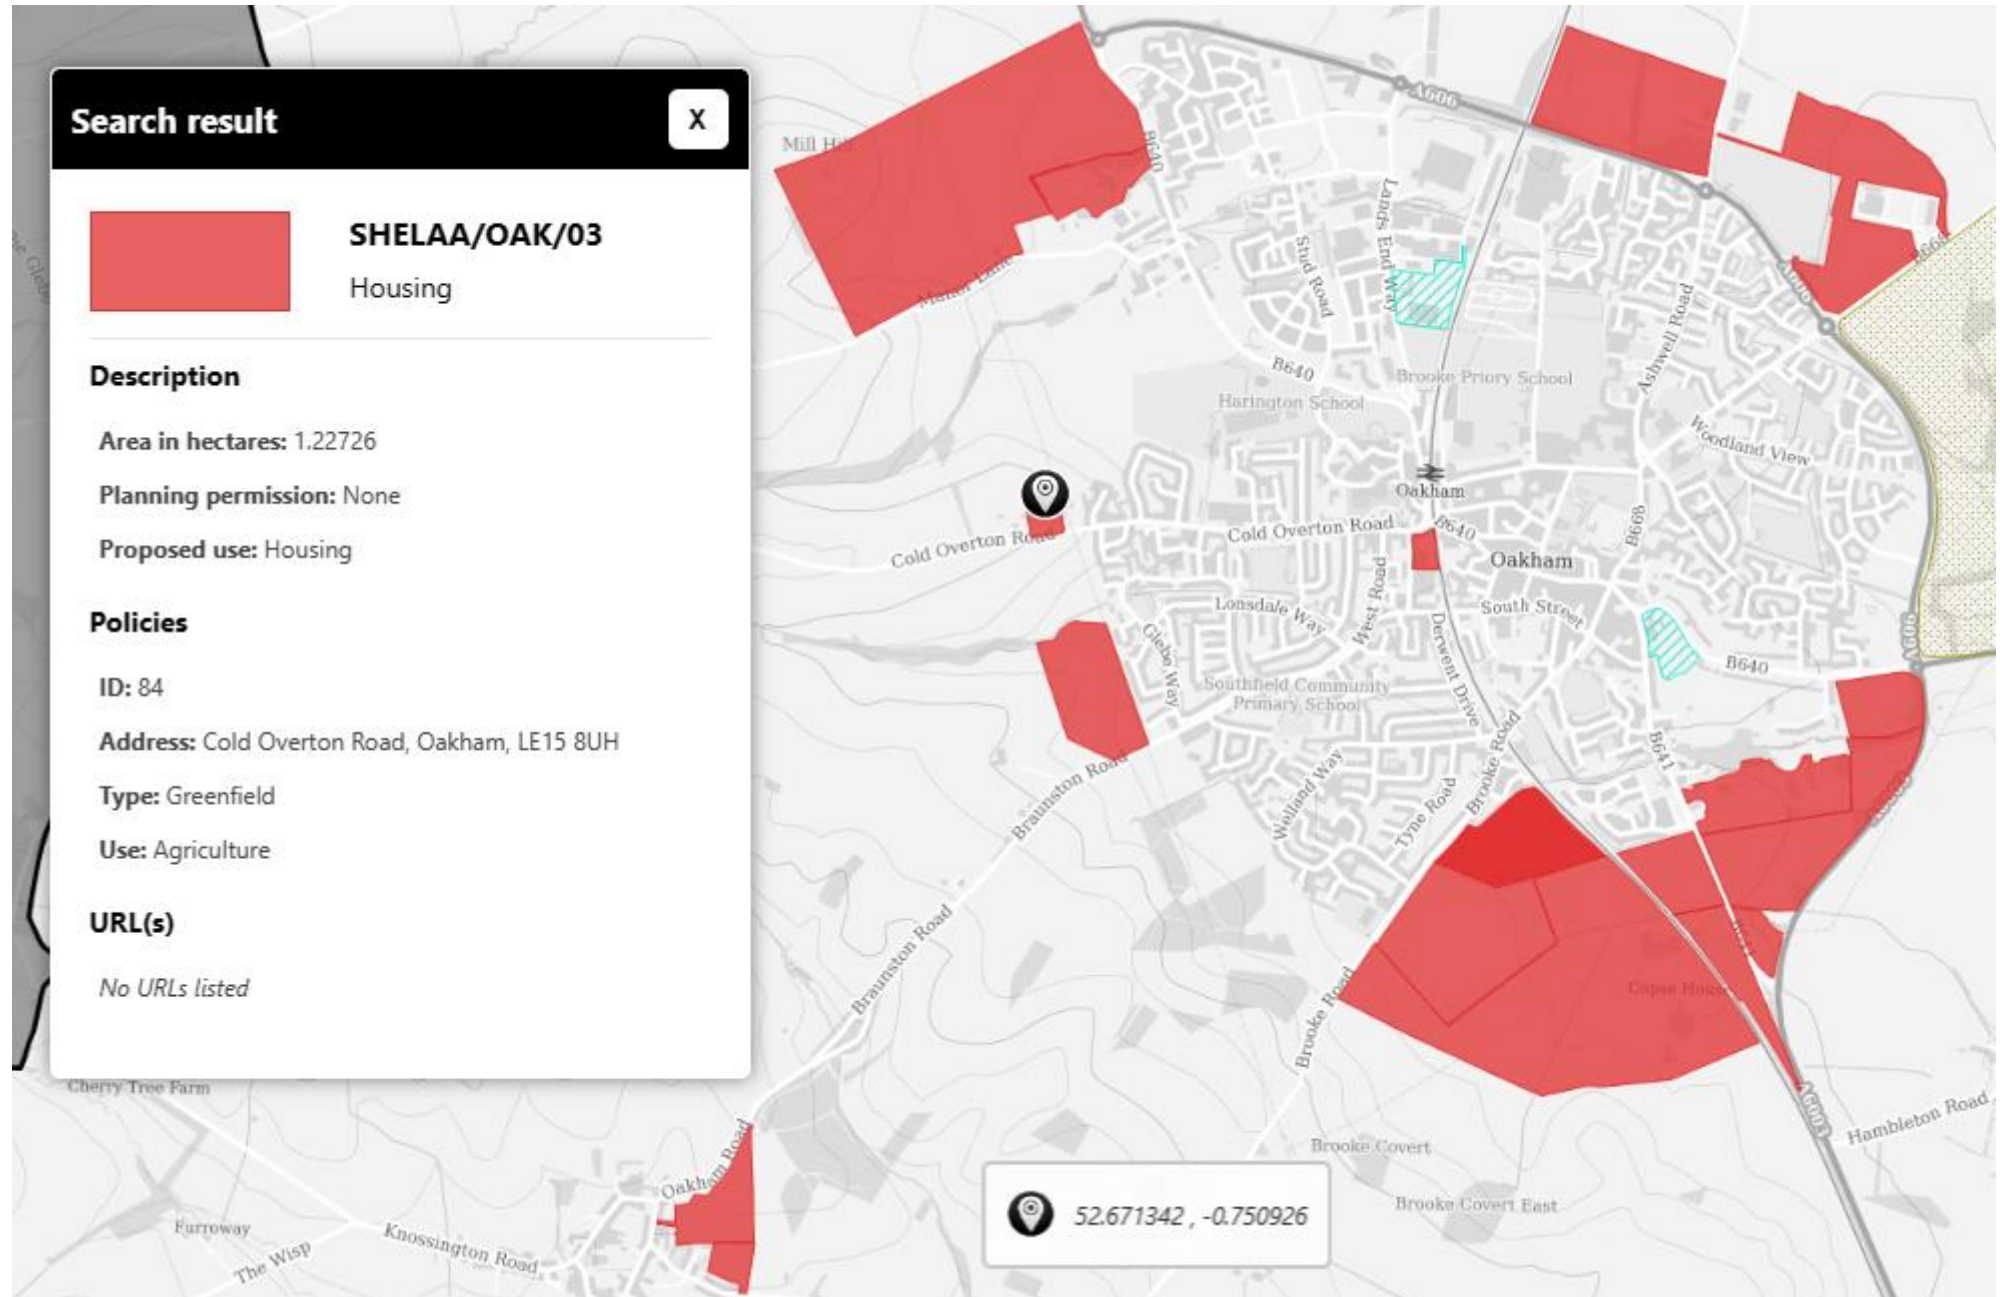 Search result
X
SHELAA/OAK/03
Housing
Description
Area in hectares: 1.22726
Planning permission: None
Proposed use: Housing
Policies
ID: 84
Address: Cold Overton Road, Oakham, LE15 8UH
Type: Greenfield
Use: Agriculture
URL(s)
No URLs listed
A606
Mill Hill
B640
Lands End Way
Stud Road
Manor Lane
B668
A606
Ashwell Road
B640
Brooke Priory School
Harington School
Woodland View
Oakham
Cold Overton Road
Cold Overton Road
B640
B668
Oakham
West Road
Lonsdale Way
South Street
Derwent Drive
Glebe Way
A606
B640
Southfield Community
Primary School
Brooke Road
B641
Braunston Road
Welland Way
Tyne Road
Braunston Road
Brooke Road
Cherry Tree Farm
A6003
Hambleton Road
Brooke Covert
Brooke Covert East
Oakham Road
Furroway
The Wisp
Knossington Road
52.671342 , -0.750926